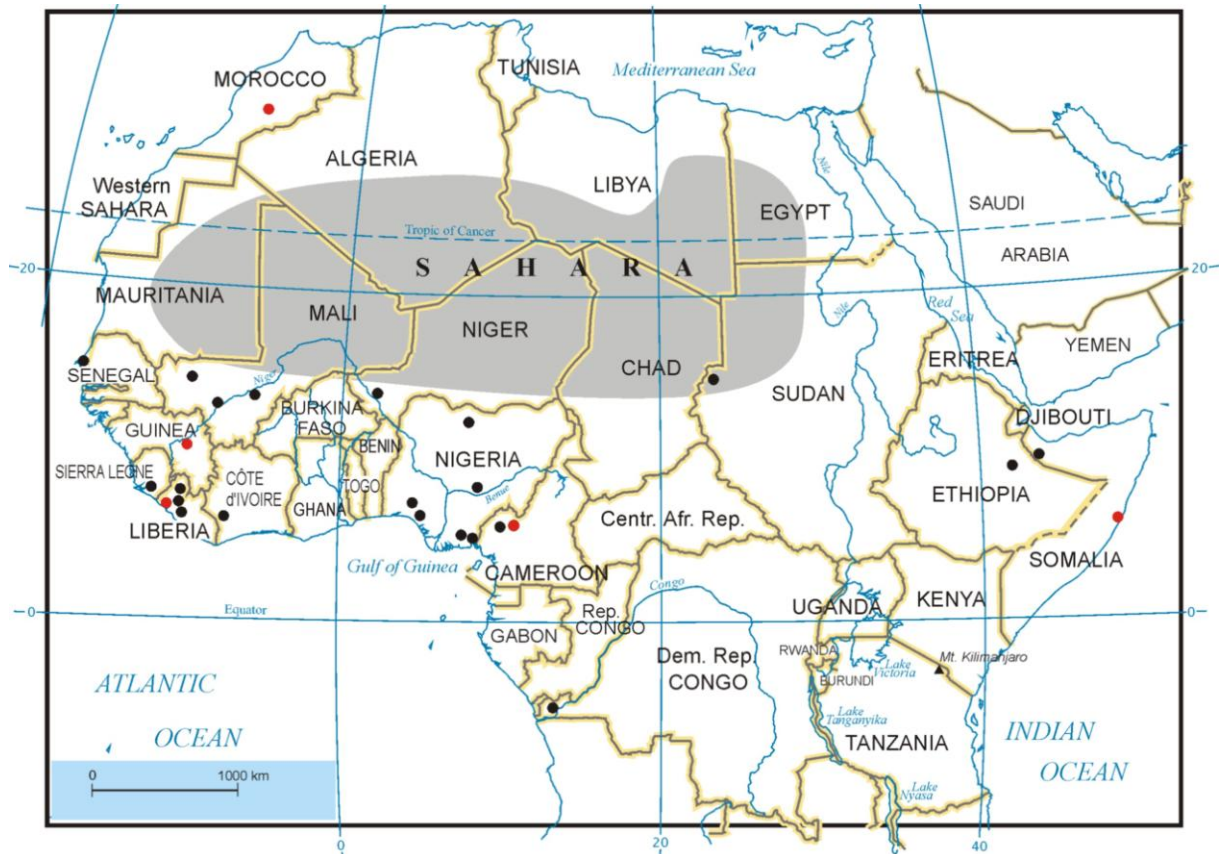 TUNISIA
Mediterranean Sea
MOROCCO
ALGERIA
LIBYA
Nile
Western
SAHARA
EGYPT
SAUDI
Tropic of Cancer
ARABIA
S A H A R A
20
20
MAURITANIA
MALI
NIGER
Nile
Red
Sea
YEMEN
SENEGAL
Niger
CHAD
ERITREA
SUDAN
BURKINA
FASO
DJIBOUTI
GUINEA
BENIN
NIGERIA
SIERRA LEONE
CÔTE
d'IVOIRE
TOGO
GHANA
Benue
ETHIOPIA
LIBERIA
Centr. Afr. Rep.
Gulf of Guinea
CAMEROON
SOMALIA
Congo
Equator
0
0
UGANDA
KENYA
Rep.
CONGO
GABON
RWANDA
Mt. Kilimanjaro
Dem. Rep.
CONGO
Lake
Victoria
BURUNDI
ATLANTIC
OCEAN
Lake
Tanganyika
TANZANIA
INDIAN
OCEAN
0
1000 km
Lake
Nyasa
0
20
40